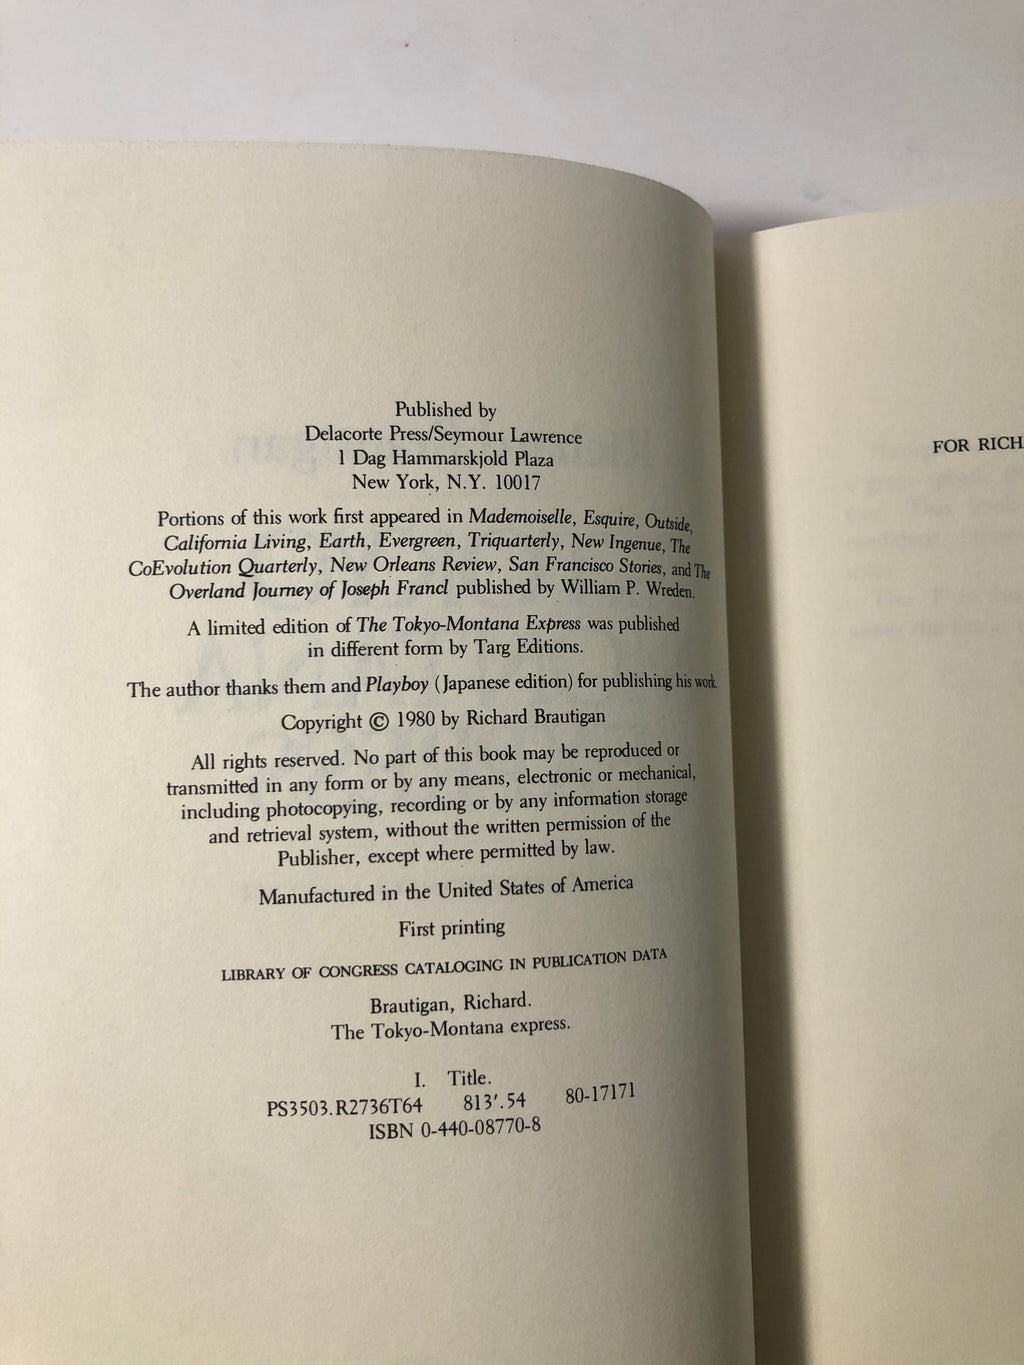 Published by
Delacorte Press/Seymour Lawrence
1 Dag Hammarskjold Plaza
New York, N.Y. 10017
Portions of this work first appeared in Mademoiselle, Esquire, Outside,
California Living, Earth, Evergreen, Triquarterly, New Ingenue, The
CoEvolution Quarterly, New Orleans Review, San Francisco Stories, and The
Overland Journey of Joseph Francl published by William P. Wreden.
A limited edition of The Tokyo-Montana Express was published
in different form by Targ Editions.
The author thanks them and Playboy (Japanese edition) for publishing his work.
Copyright © 1980 by Richard Brautigan
All rights reserved. No part of this book may be reproduced or
transmitted in any form or by any means, electronic or mechanical,
including photocopying, recording or by any information storage
and retrieval system, without the written permission of the
Publisher, except where permitted by law.
Manufactured in the United States of America
First printing
LIBRARY OF CONGRESS CATALOGING IN PUBLICATION DATA
Brautigan, Richard.
The Tokyo-Montana express.
I. Title.
PS3503.R2736T64 813'.54 80-17171
ISBN 0-440-08770-8
FOR RICH